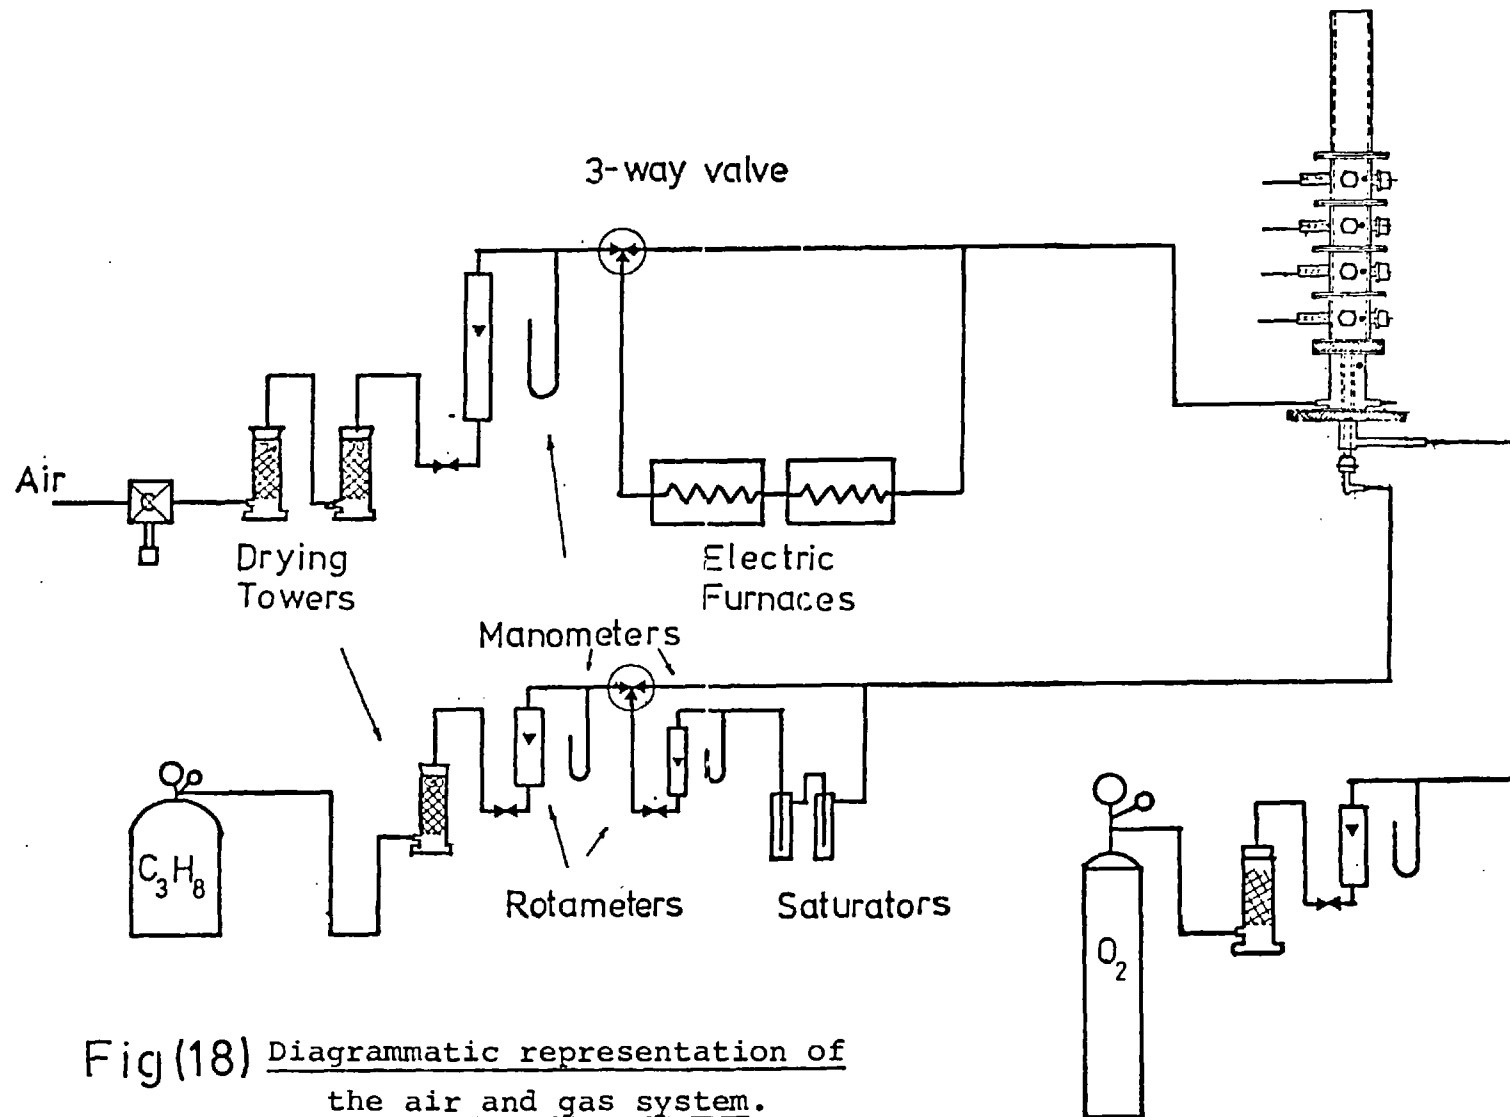 3-way valve
Air
Drying
Towers
Electric
Furnaces
Manometers
C3H8
Rotameters
Saturators
O2
Fig (18) Diagrammatic representation of
the air and gas system.